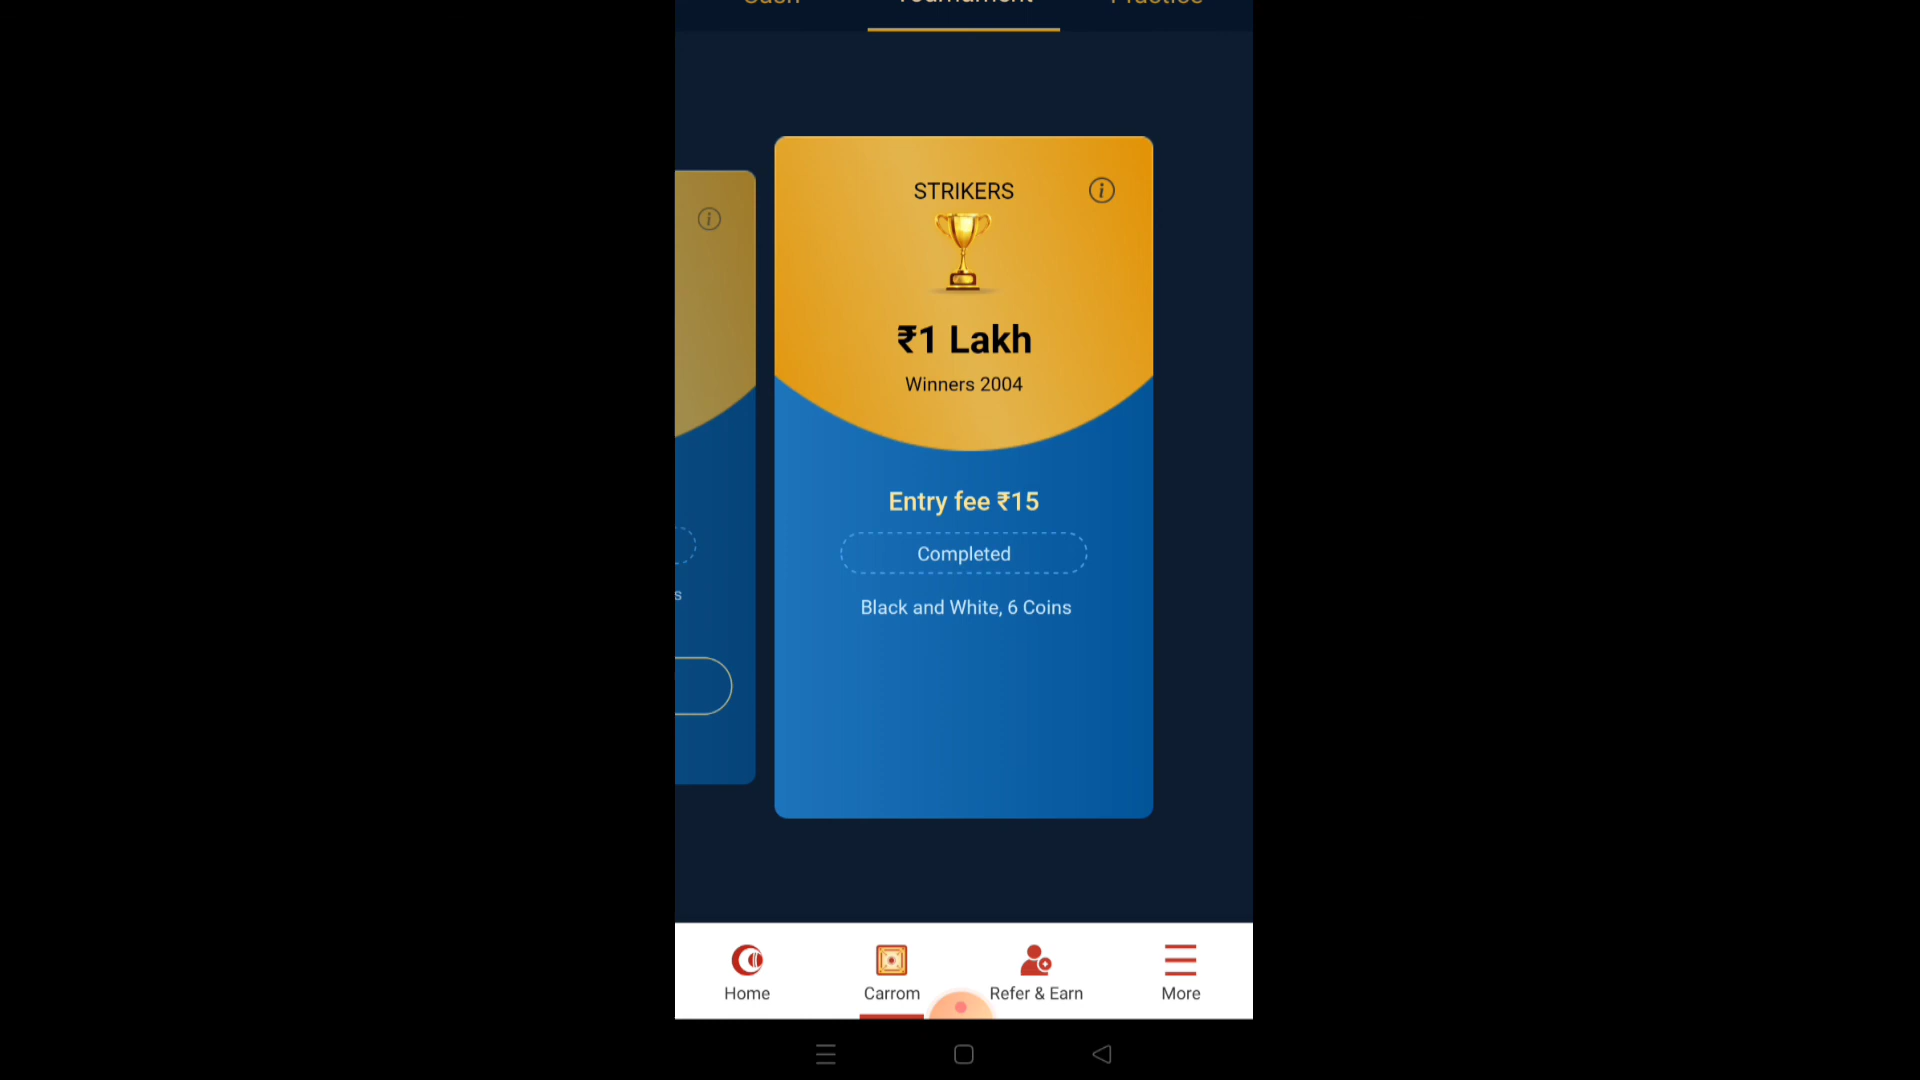 Tournament
STRIKERS
₹1 Lakh
Winners 2004
Entry fee ₹15
Completed
Black and White, 6 Coins
s
Home
Carrom
Refer & Earn
More